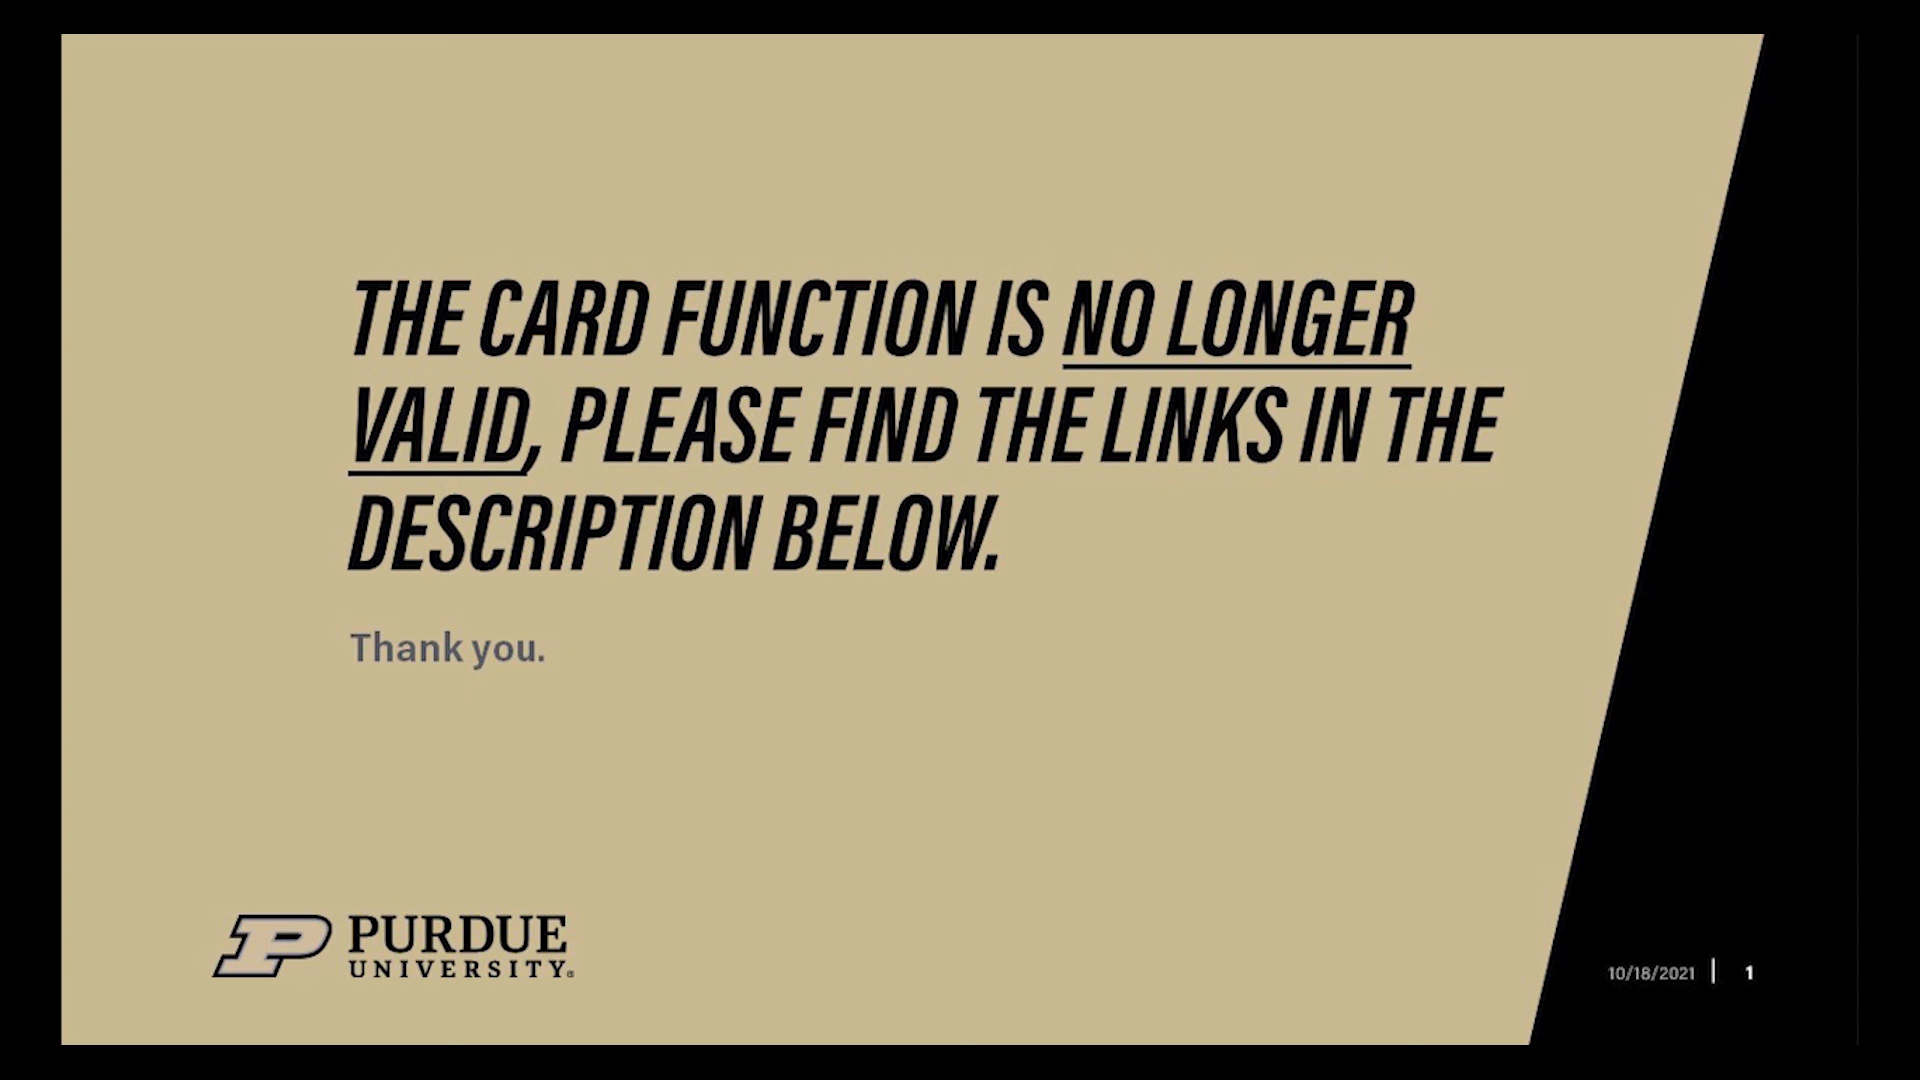 THE CARD FUNCTION IS NO LONGER
VALID, PLEASE FIND THE LINKS IN THE
DESCRIPTION BELOW.
Thank you.
P PURDUE
UNIVERSITY®
10/18/2021 | 1